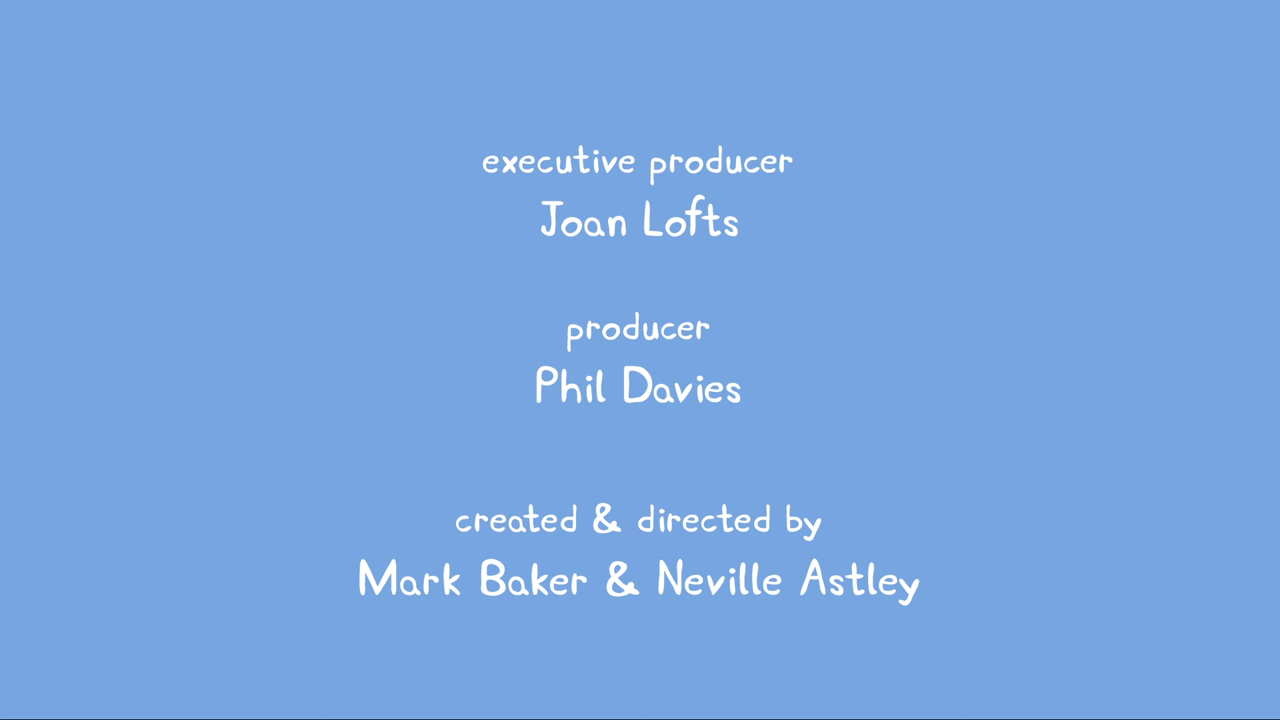 executive producer
Joan Lofts
producer
Phil Davies
created & directed by
Mark Baker & Neville Astley